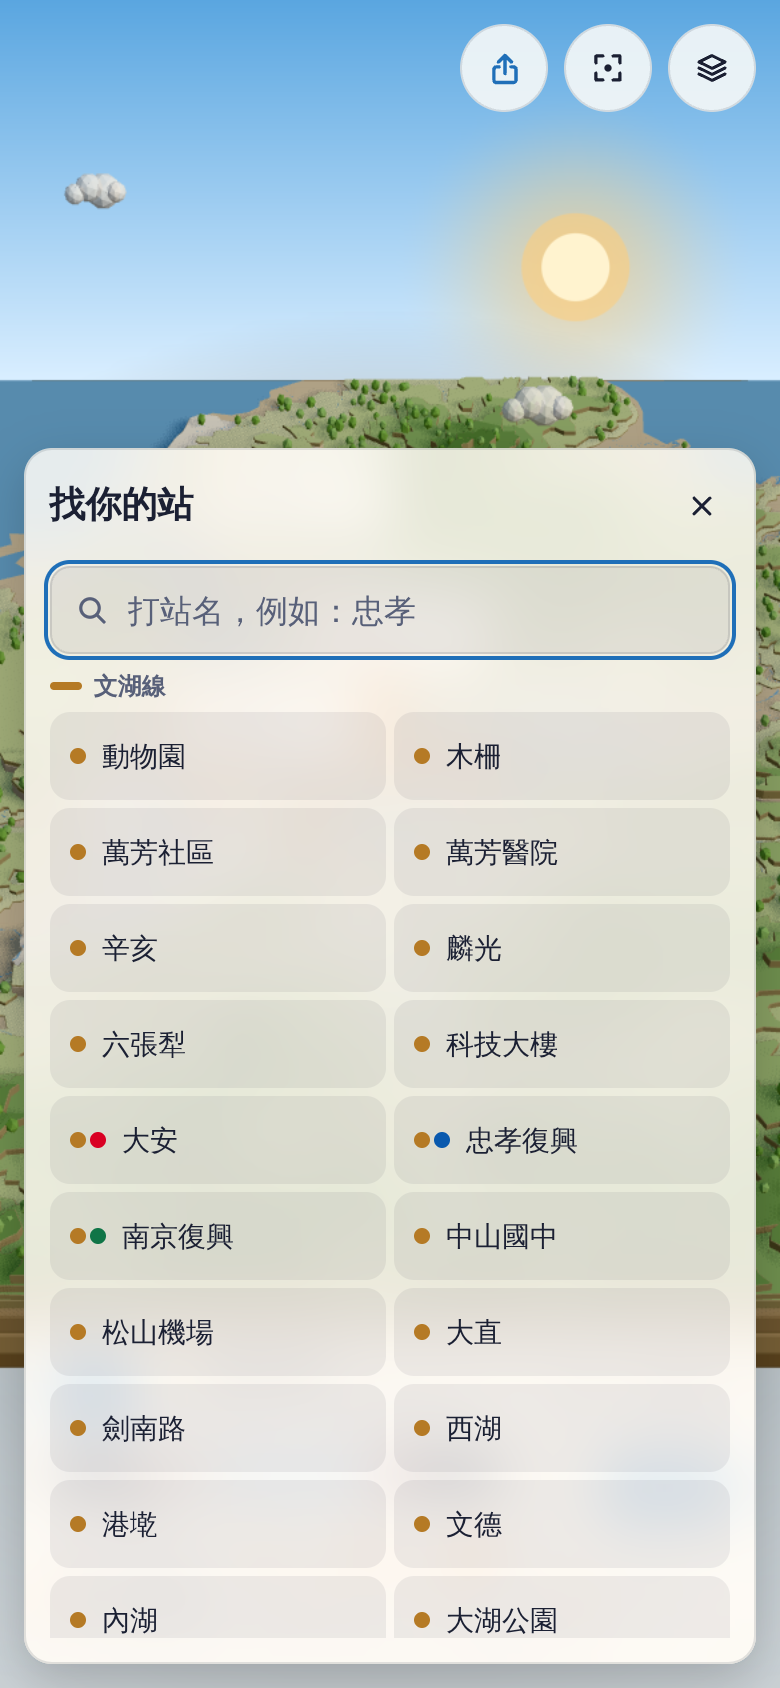 找你的站
打站名，例如：忠孝
文湖線
動物園
木柵
萬芳社區
萬芳醫院
辛亥
麟光
六張犁
科技大樓
大安
忠孝復興
南京復興
中山國中
松山機場
大直
劍南路
西湖
港墘
文德
內湖
大湖公園